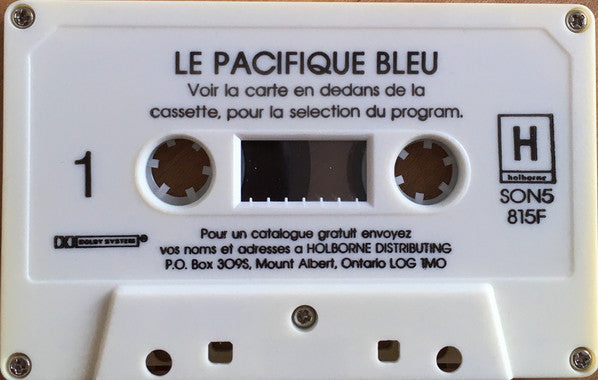 LE PACIFIQUE BLEU
Voir la carte en dedans de la
cassette, pour la selection du program.
1
H
holborne
SON5
815F
DOLBY SYSTEM
Pour un catalogue gratuit envoyez
vos noms et adresses a HOLBORNE DISTRIBUTING
P.O. Box 309S, Mount Albert, Ontario LOG 1MO